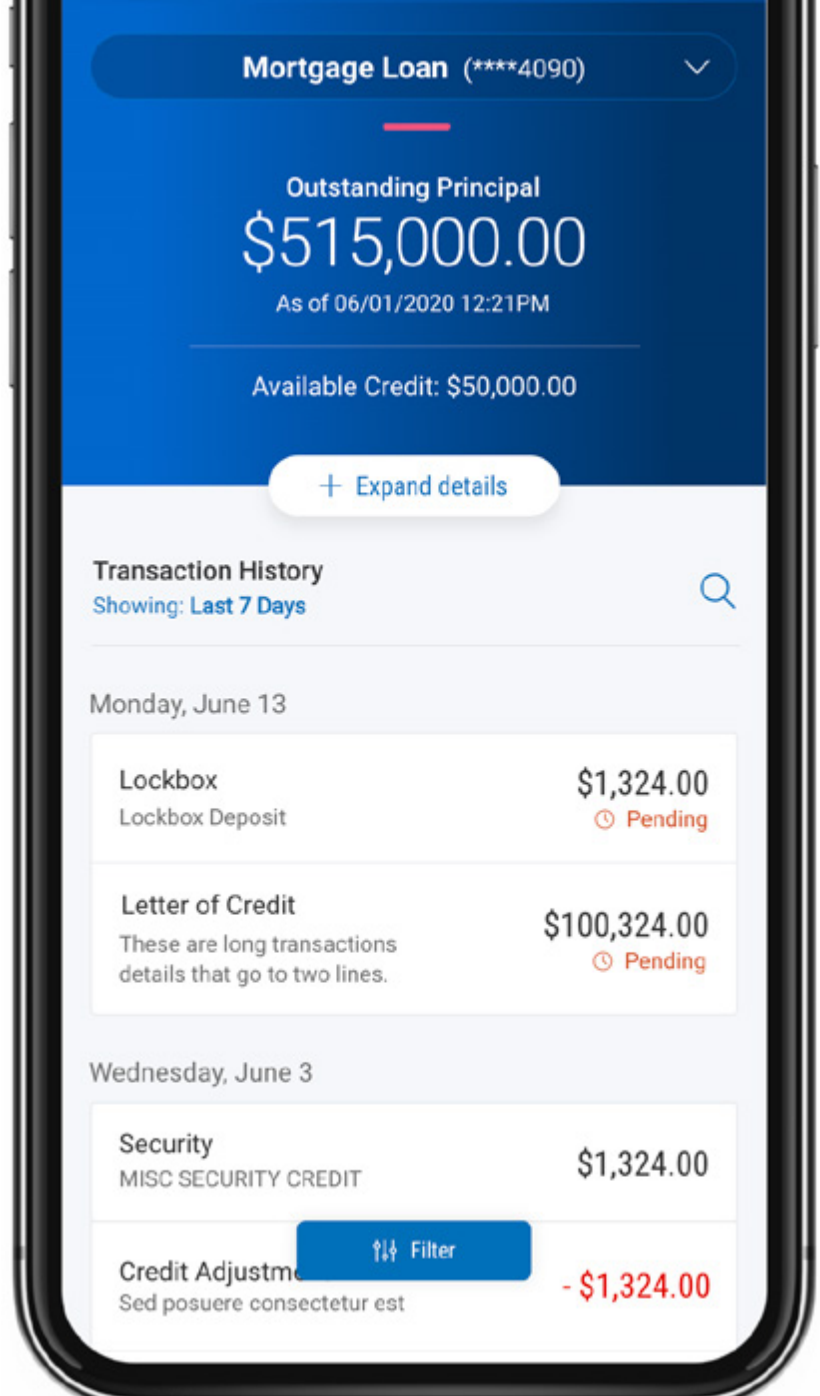 Mortgage Loan (****4090)
Outstanding Principal
$515,000.00
As of 06/01/2020 12:21PM
Available Credit: $50,000.00
+ Expand details
Transaction History
Showing: Last 7 Days
Monday, June 13
Lockbox
$1,324.00
Lockbox Deposit
Pending
Letter of Credit
$100,324.00
These are long transactions
details that go to two lines.
Pending
Wednesday, June 3
Security
$1,324.00
MISC SECURITY CREDIT
Filter
Credit
- $1,324.00
Sed posuere consectetur est